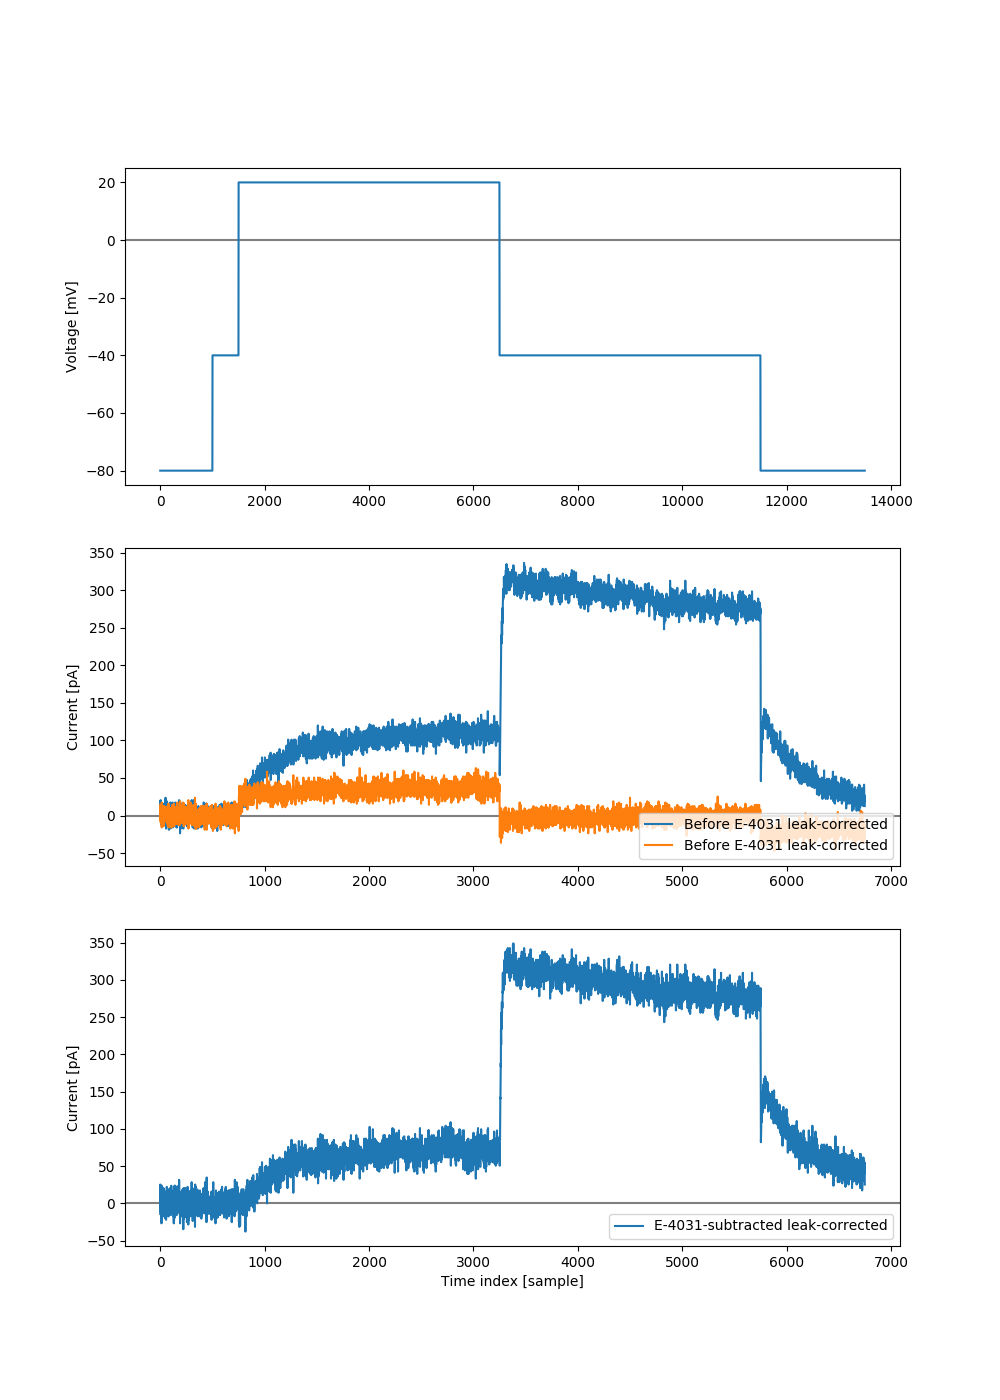 20
0
−20
−40
−60
−80
Voltage [mV]
0 2000 4000 6000 8000 10000 12000 14000
350
300
250
200
150
100
50
0
−50
Current [pA]
Before E-4031 leak-corrected
Before E-4031 leak-corrected
0 1000 2000 3000 4000 5000 6000 7000
350
300
250
200
150
100
50
0
−50
Current [pA]
E-4031-subtracted leak-corrected
0 1000 2000 3000 4000 5000 6000 7000
Time index [sample]